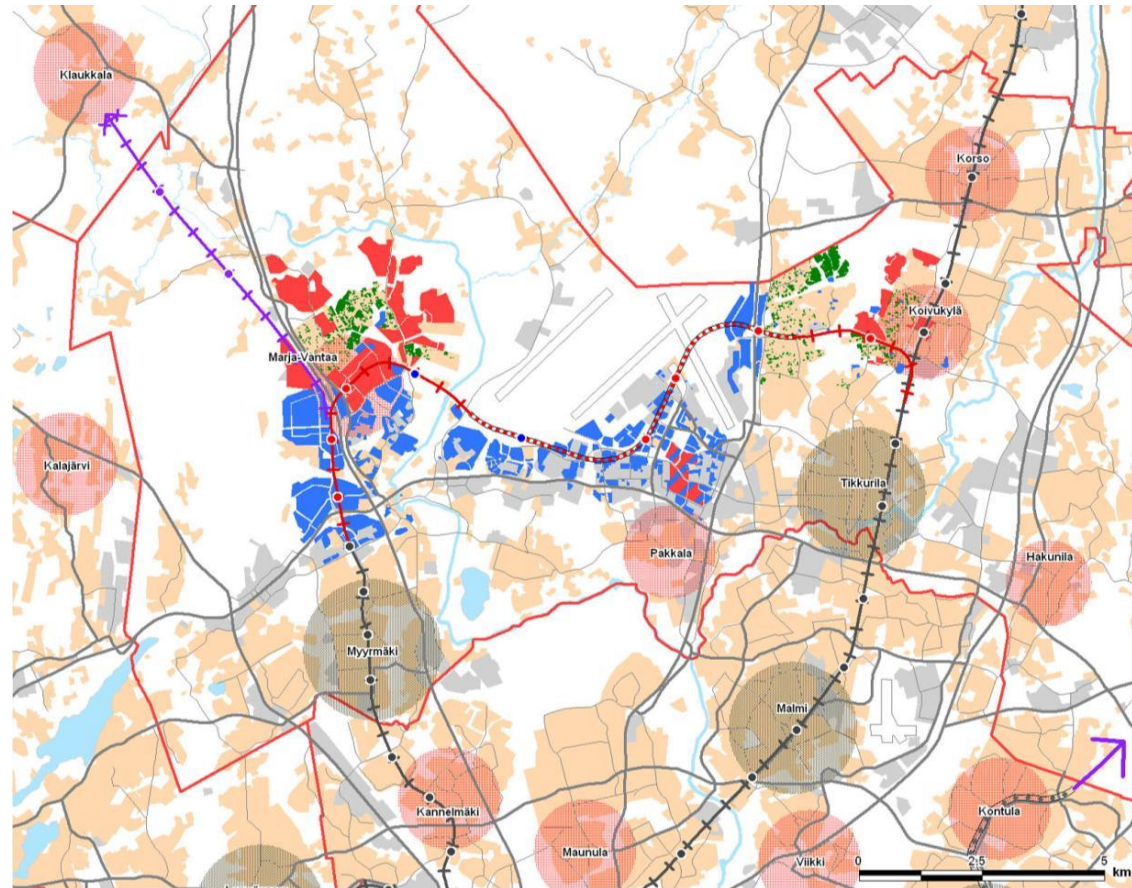 Klaukkala
Korso
Koivukylä
Marja-Vantaa
Kalajärvi
Tikkurila
Pakkala
Hakunila
Myyrmäki
Malmi
Kannelmäki
Kontula
Maunula
Viikki
0 2.5 5
km